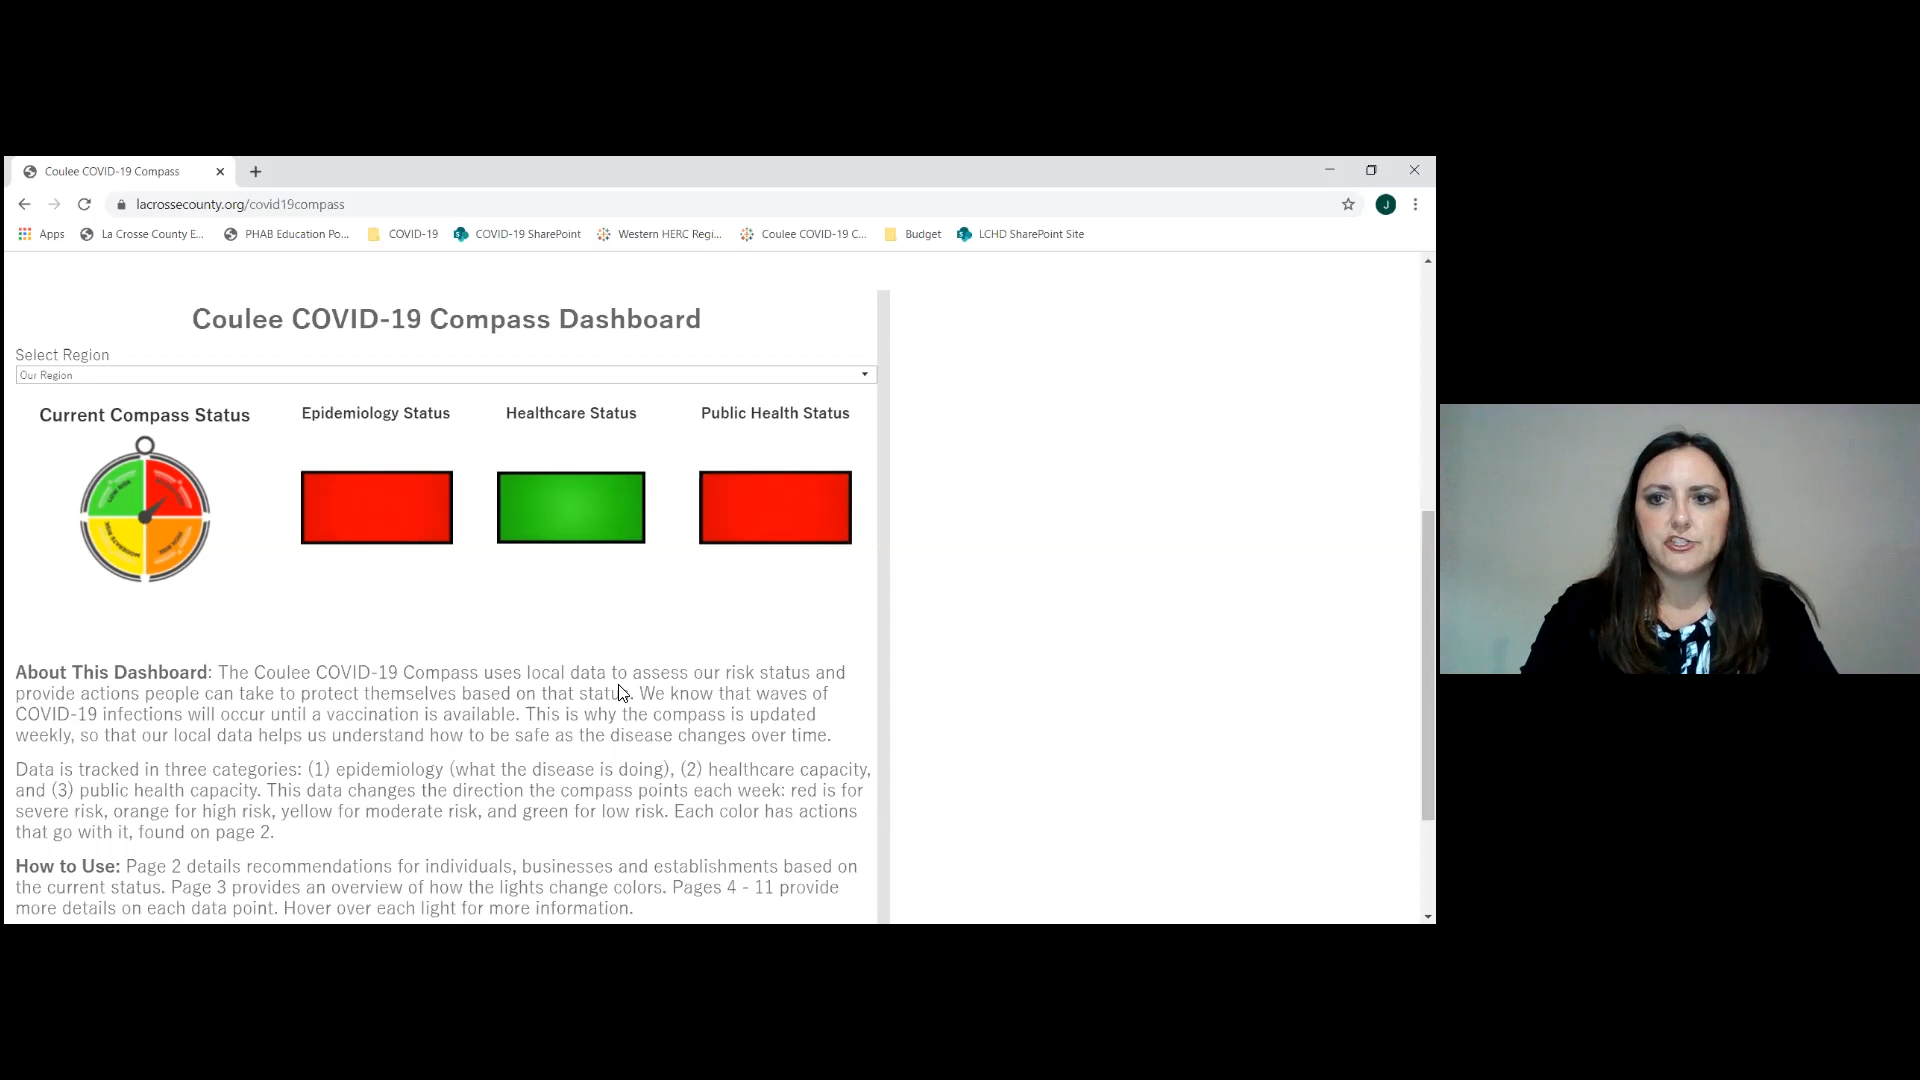 Coulee COVID-19 Compass
lacrossecounty.org/covid19compass
J
Apps La Crosse County E... PHAB Education Po... COVID-19 COVID-19 SharePoint Western HERC Regi... Coulee COVID-19 C... Budget LCHD SharePoint Site
Coulee COVID-19 Compass Dashboard
Select Region
Our Region
Current Compass Status Epidemiology Status Healthcare Status Public Health Status
LOW RISK
MODERATE RISK HIGH RISK
About This Dashboard: The Coulee COVID-19 Compass uses local data to assess our risk status and
provide actions people can take to protect themselves based on that status. We know that waves of
COVID-19 infections will occur until a vaccination is available. This is why the compass is updated
weekly, so that our local data helps us understand how to be safe as the disease changes over time.
Data is tracked in three categories: (1) epidemiology (what the disease is doing), (2) healthcare capacity,
and (3) public health capacity. This data changes the direction the compass points each week: red is for
severe risk, orange for high risk, yellow for moderate risk, and green for low risk. Each color has actions
that go with it, found on page 2.
How to Use: Page 2 details recommendations for individuals, businesses and establishments based on
the current status. Page 3 provides an overview of how the lights change colors. Pages 4 - 11 provide
more details on each data point. Hover over each light for more information.